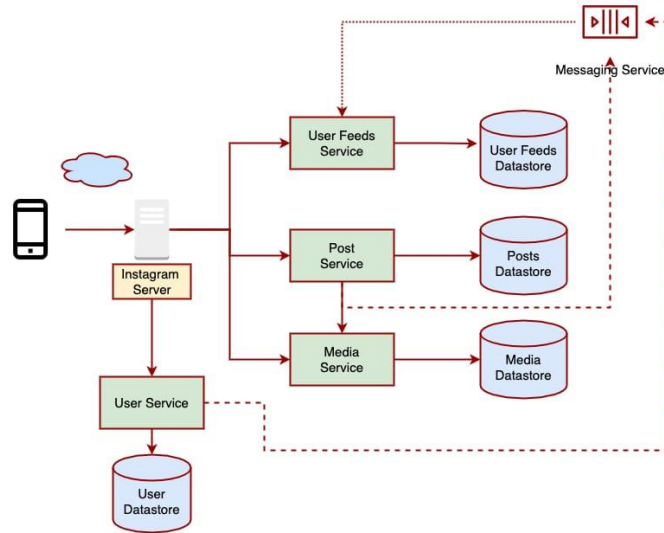 Messaging Service
User Feeds
Service
User Feeds
Datastore
Post
Service
Posts
Datastore
Instagram
Server
Media
Service
Media
Datastore
User Service
User
Datastore